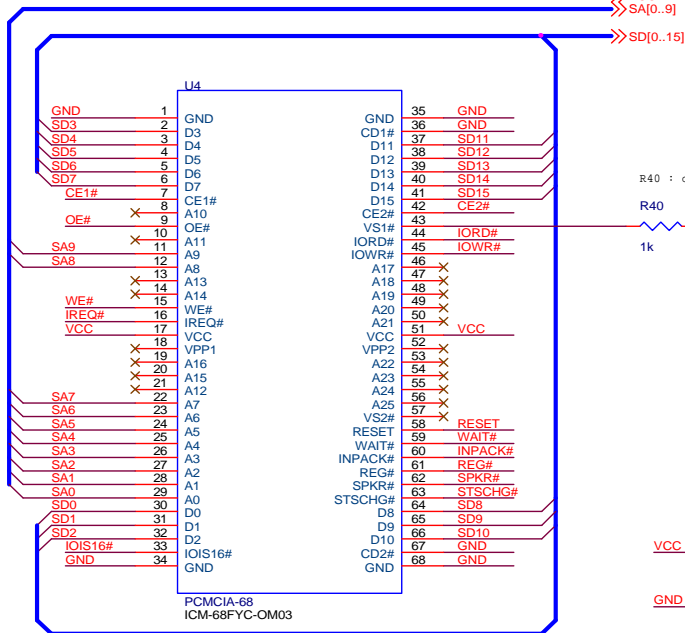 SA[0..9]
SD[0..15]
U4
GND 1 GND GND 35 GND
SD3 2 D3 CD1# 36 GND
SD4 3 D4 D11 37 SD11
SD5 4 D5 D12 38 SD12
SD6 5 D6 D13 39 SD13
SD7 6 D7 D14 40 SD14
CE1# 7 CE1# D15 41 SD15
8 A10 CE2# 42 CE2#
OE# 9 OE# VS1# 43
10 A11 IORD# 44 IORD#
SA9 11 A9 IOWR# 45 IOWR#
SA8 12 A8 A17 46
13 A13 A18 47
14 A14 A19 48
WE# 15 WE# A20 49
IREQ# 16 IREQ# A21 50
VCC 17 VCC VCC 51 VCC
18 VPP1 VPP2 52
19 A16 A22 53
20 A15 A23 54
21 A12 A24 55
SA7 22 A7 A25 56
SA6 23 A6 VS2# 57
SA5 24 A5 RESET 58 RESET
SA4 25 A4 WAIT# 59 WAIT#
SA3 26 A3 INPACK# 60 INPACK#
SA2 27 A2 REG# 61 REG#
SA1 28 A1 SPKR# 62 SPKR#
SA0 29 A0 STSCHG# 63 STSCHG#
SD0 30 D0 D8 64 SD8
SD1 31 D1 D9 65 SD9
SD2 32 D2 D10 66 SD10
IOIS16# 33 IOIS16# CD2# 67 GND
GND 34 GND GND 68 GND
PCMCIA-68
ICM-68FYC-OM03
R40 :
R40
1k
VCC
GND